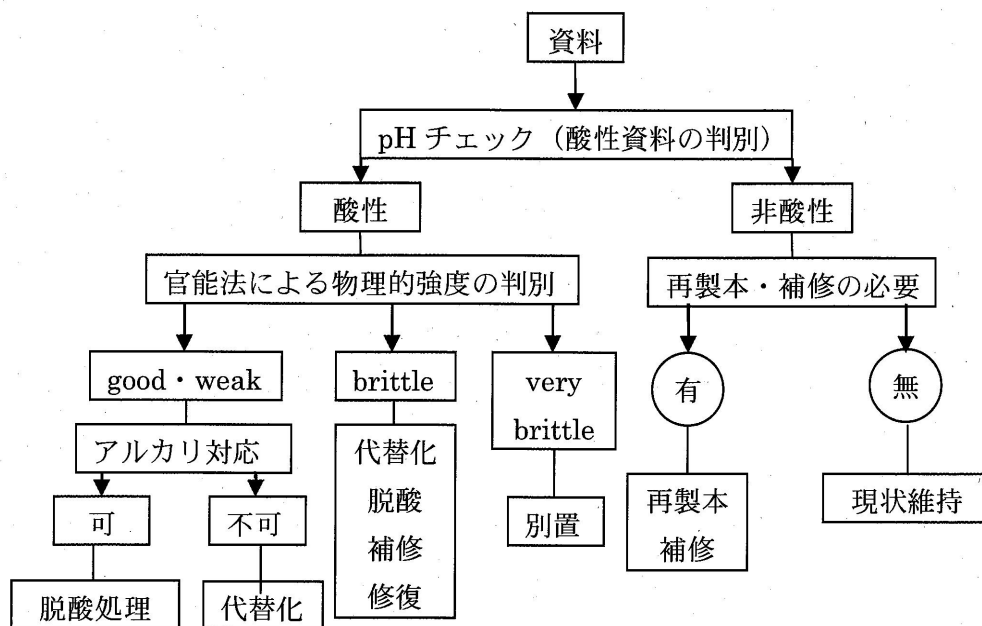 資料
pH チェック（酸性資料の判別）
酸性
非酸性
官能法による物理的強度の判別
再製本・補修の必要
good・weak
brittle
very
brittle
有
無
アルカリ対応
代替化
脱酸
補修
修復
可
不可
別置
再製本
補修
現状維持
脱酸処理
代替化